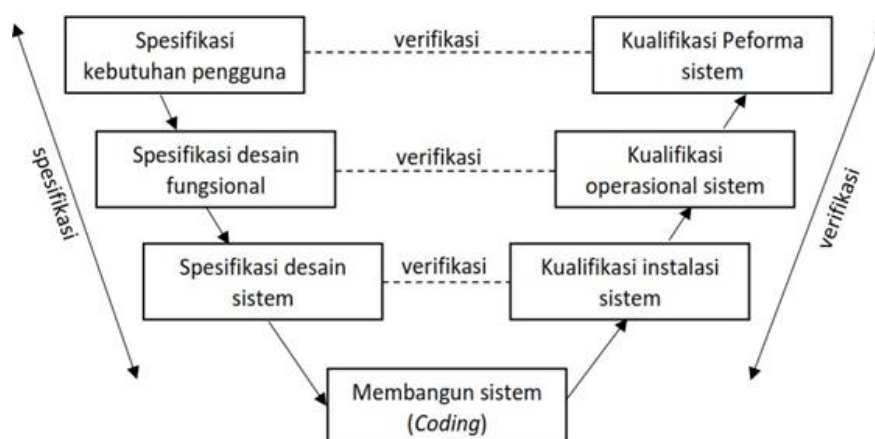 Spesifikasi
kebutuhan pengguna
verifikasi
Kualifikasi Peforma
sistem
Spesifikasi desain
fungsional
verifikasi
Kualifikasi
operasional sistem
Spesifikasi desain
sistem
verifikasi
Kualifikasi instalasi
sistem
Membangun sistem
(Coding)
spesifikasi
verifikasi